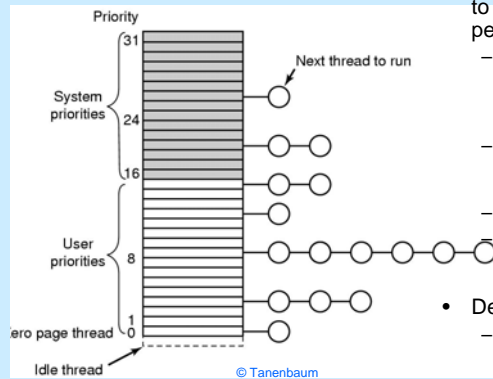 Priority
31
System
priorities
24
16
Next thread to run
User
priorities
8
1
0
ero page thread
Idle thread
© Tanenbaum
to
pe
–
–
–
–
• De
–